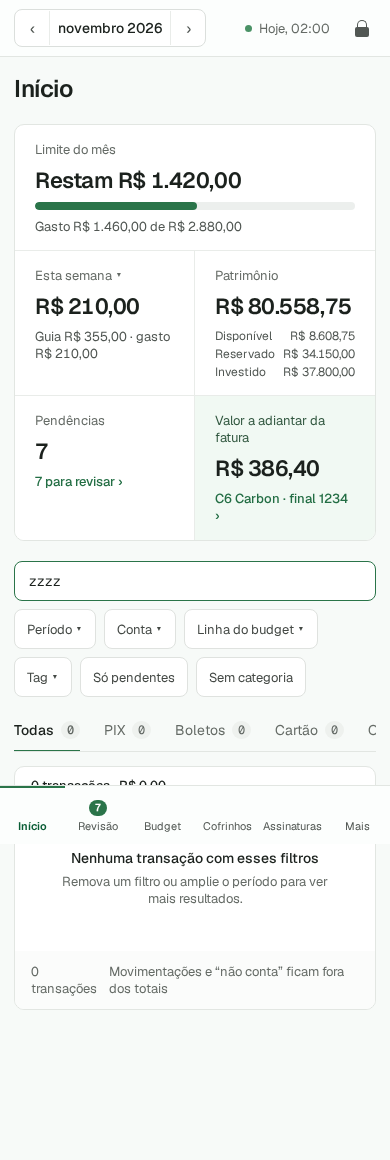 ‹ novembro 2026 ›
Hoje, 02:00
Início
Limite do mês
Restam R$ 1.420,00
Gasto R$ 1.460,00 de R$ 2.880,00
Esta semana
R$ 210,00
Guia R$ 355,00 · gasto
R$ 210,00
Patrimônio
R$ 80.558,75
Disponível R$ 8.608,75
Reservado R$ 34.150,00
Investido R$ 37.800,00
Pendências
7
7 para revisar ›
Valor a adiantar da
fatura
R$ 386,40
C6 Carbon · final 1234
›
zzzz
Período
Conta
Linha do budget
Tag
Só pendentes
Sem categoria
Todas 0 PIX 0 Boletos 0 Cartão 0
7
Início Revisão Budget Cofrinhos Assinaturas Mais
Nenhuma transação com esses filtros
Remova um filtro ou amplie o período para ver
mais resultados.
0
transações
Movimentações e “não conta” ficam fora
dos totais